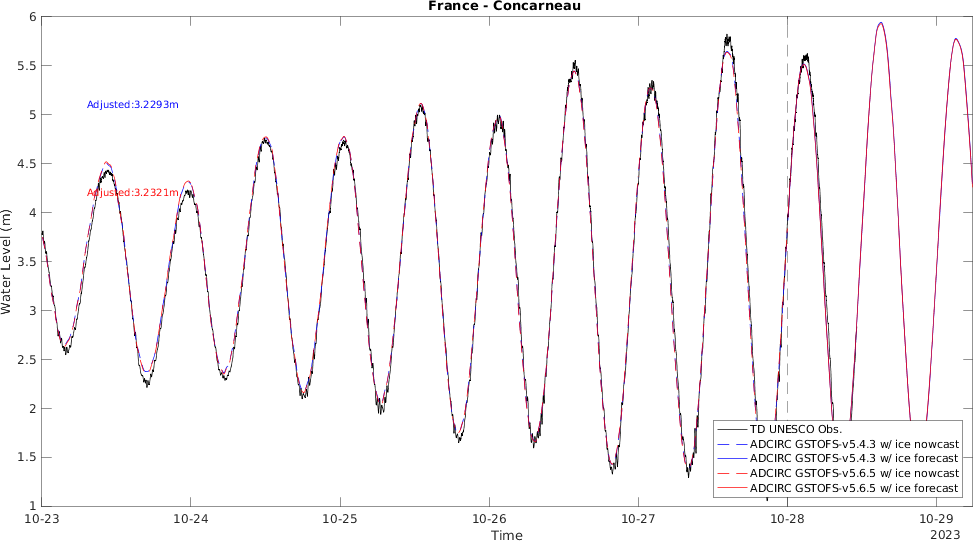 France - Concarneau
6
5.5
5
4.5
4
3.5
3
2.5
2
1.5
1
Water Level (m)
Adjusted:3.2293m
Adjusted:3.2321m
TD UNESCO Obs.
ADCIRC GSTOFS-v5.4.3 w/ ice nowcast
ADCIRC GSTOFS-v5.4.3 w/ ice forecast
ADCIRC GSTOFS-v5.6.5 w/ ice nowcast
ADCIRC GSTOFS-v5.6.5 w/ ice forecast
10-23 10-24 10-25 10-26 10-27 10-28 10-29
Time
2023